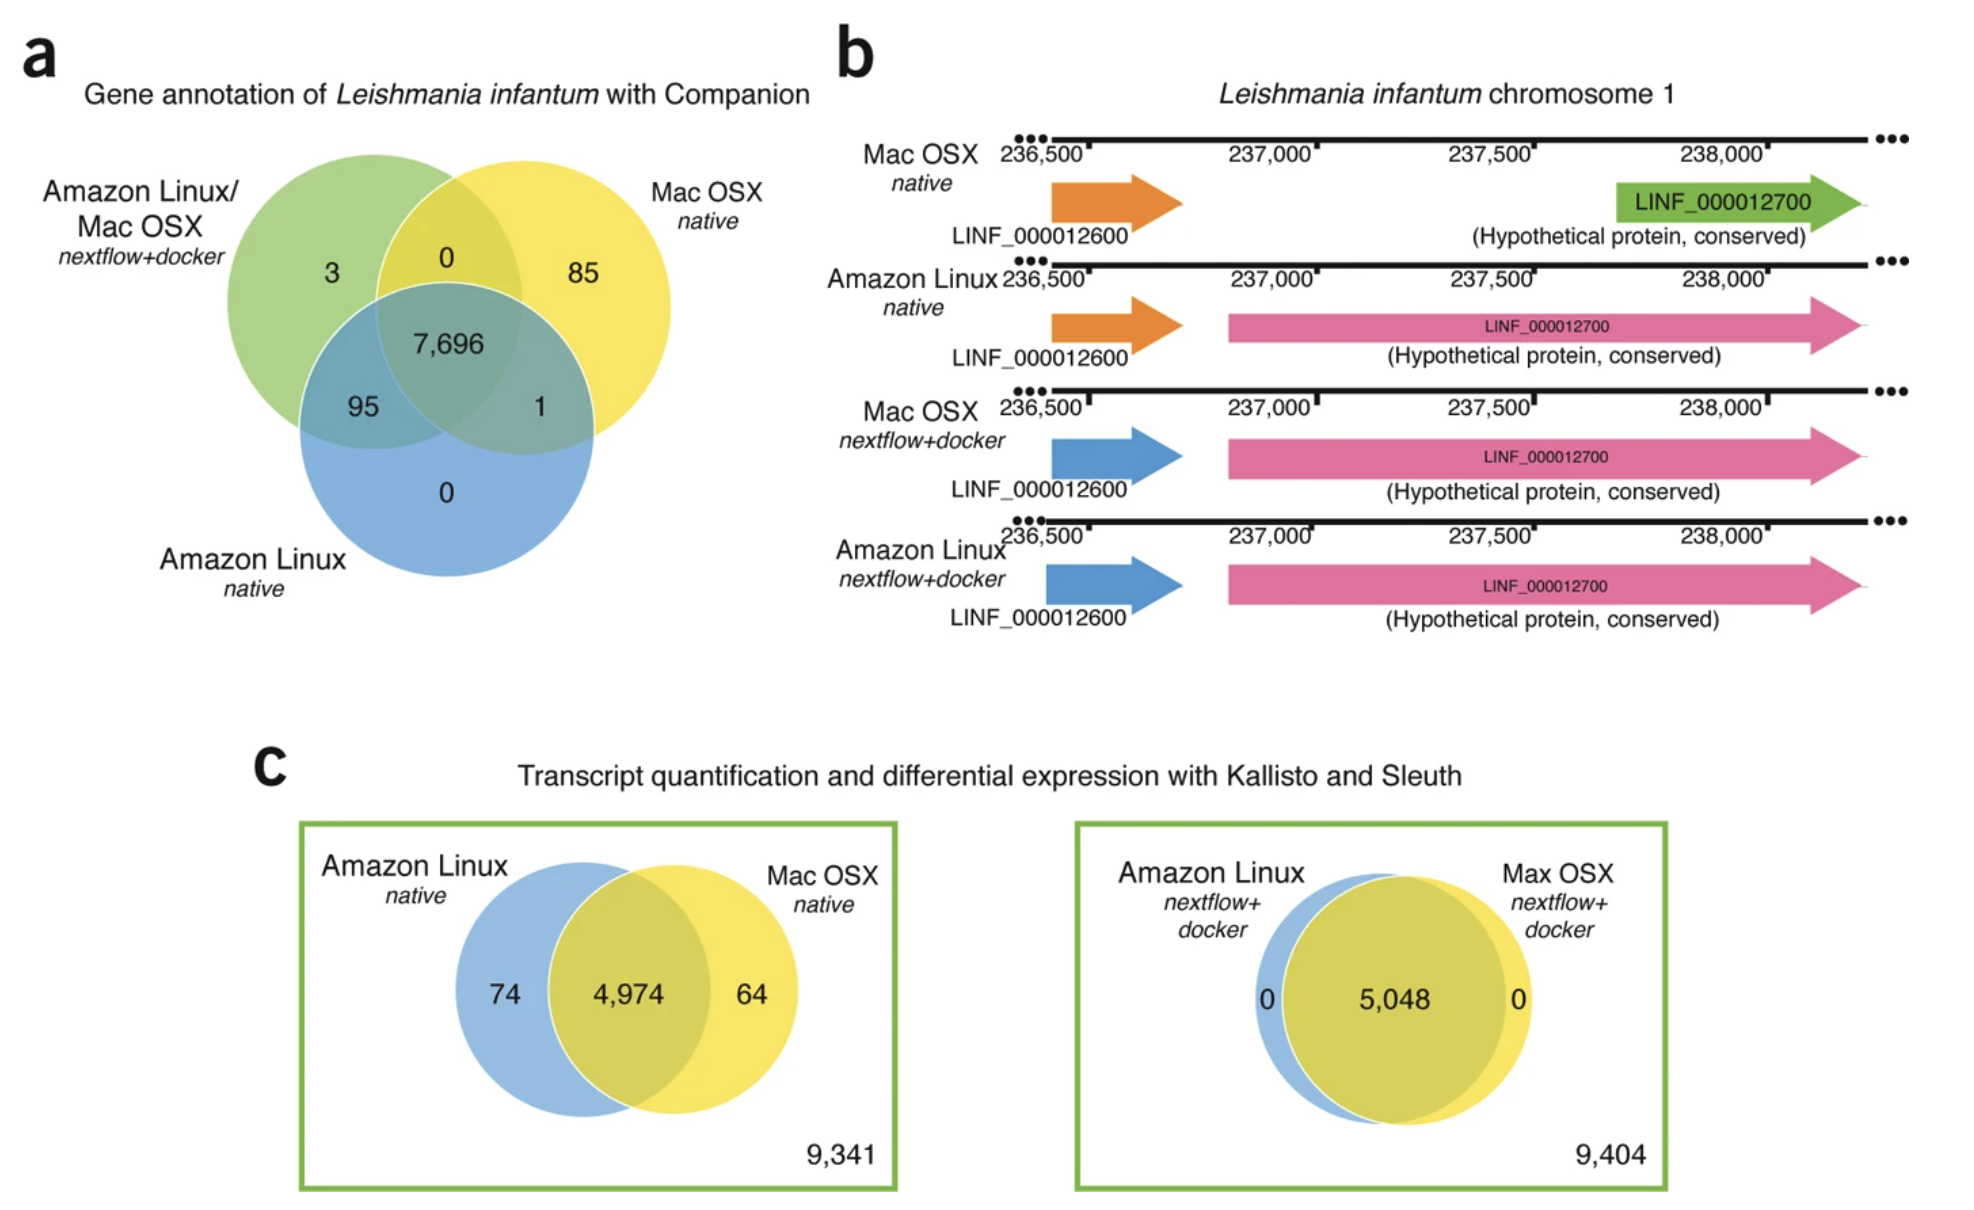 a
Gene annotation of Leishmania infantum with Companion
Amazon Linux/
Mac OSX
nextflow+docker
Mac OSX
native
3
0
85
7,696
95
1
0
Amazon Linux
native
b
Leishmania infantum chromosome 1
Mac OSX
native
236,500 237,000 237,500 238,000
LINF_000012700
LINF_000012600
(Hypothetical protein, conserved)
Amazon Linux
native
236,500 237,000 237,500 238,000
LINF_000012700
LINF_000012600
(Hypothetical protein, conserved)
Mac OSX
nextflow+docker
236,500 237,000 237,500 238,000
LINF_000012700
LINF_000012600
(Hypothetical protein, conserved)
Amazon Linux
nextflow+docker
236,500 237,000 237,500 238,000
LINF_000012700
LINF_000012600
(Hypothetical protein, conserved)
c
Transcript quantification and differential expression with Kallisto and Sleuth
Amazon Linux
native
Mac OSX
native
74
4,974
64
9,341
Amazon Linux
nextflow+
docker
Max OSX
nextflow+
docker
0
5,048
0
9,404